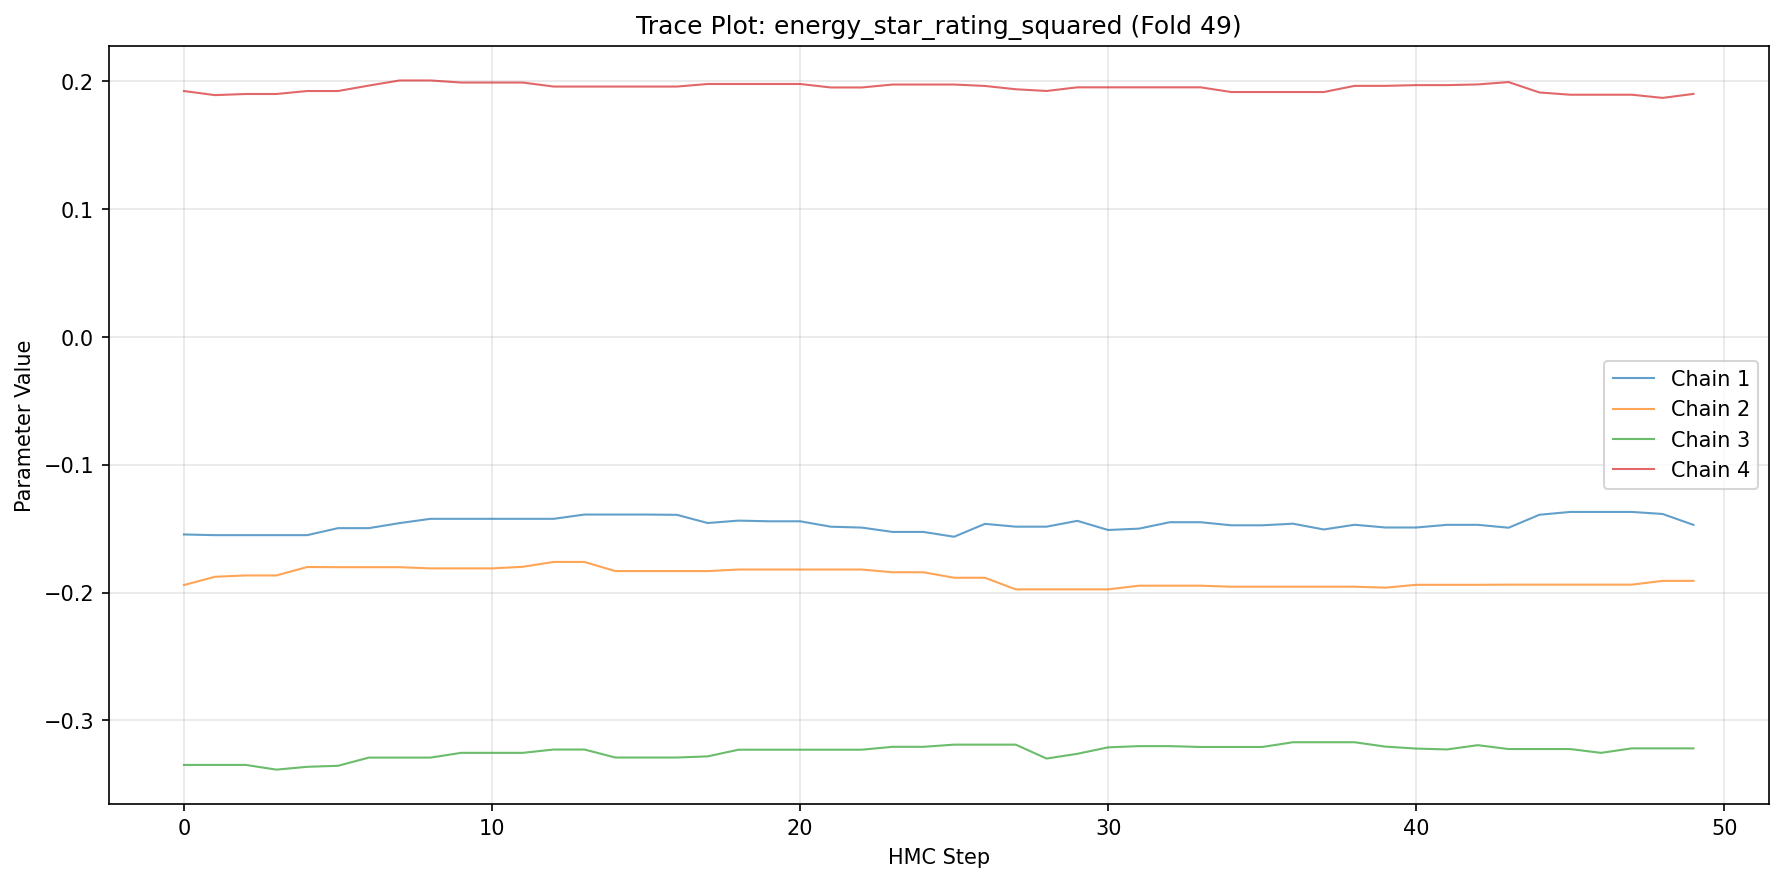 Trace Plot: energy_star_rating_squared (Fold 49)
Parameter Value
0.2
0.1
0.0
−0.1
−0.2
−0.3
Chain 1
Chain 2
Chain 3
Chain 4
0 10 20 30 40 50
HMC Step